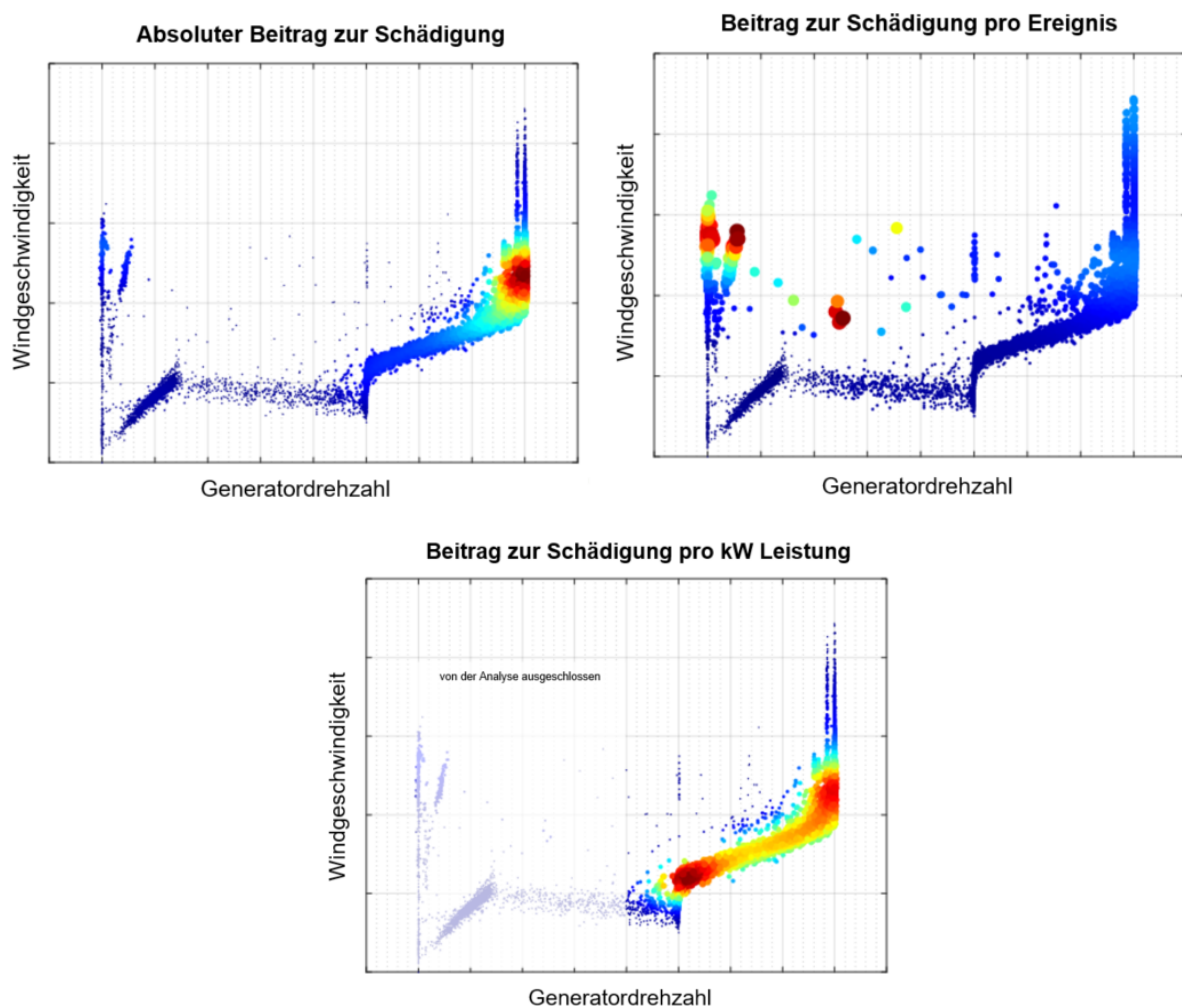 Absoluter Beitrag zur Schädigung
Windgeschwindigkeit
Generatordrehzahl
Beitrag zur Schädigung pro Ereignis
Windgeschwindigkeit
Generatordrehzahl
Beitrag zur Schädigung pro kW Leistung
von der Analyse ausgeschlossen
Windgeschwindigkeit
Generatordrehzahl